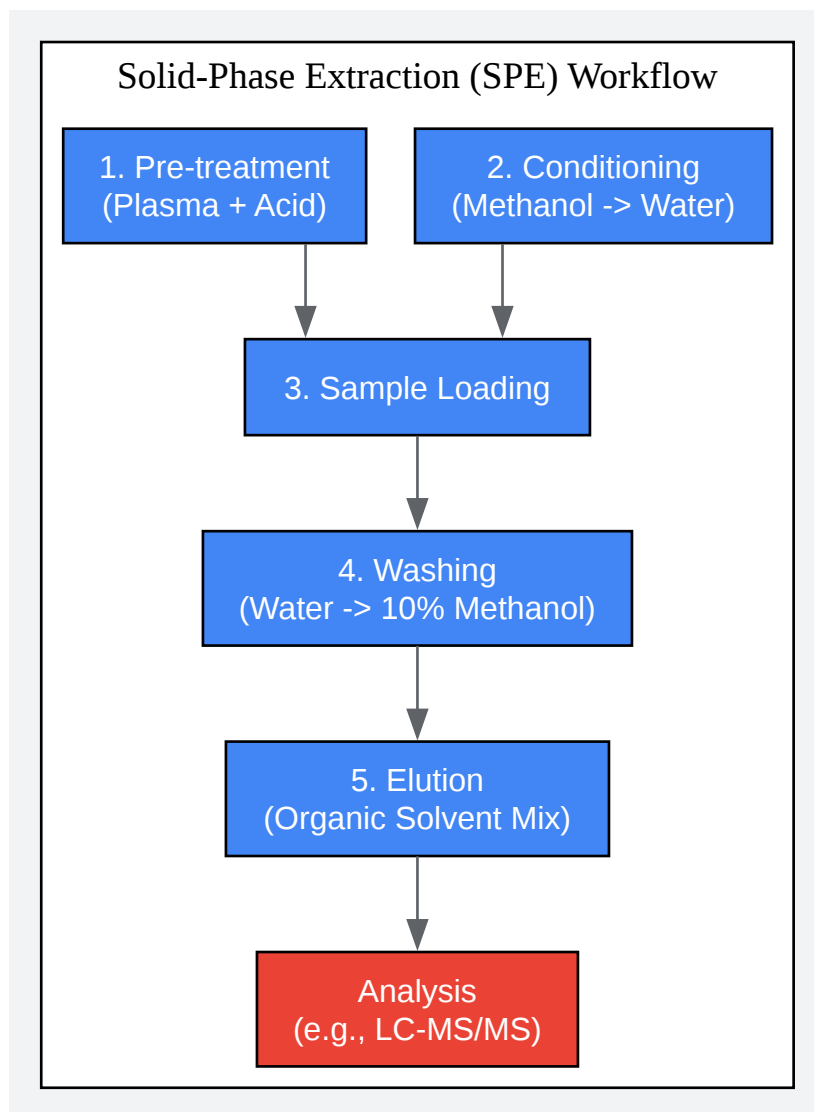 Solid-Phase Extraction (SPE) Workflow
1. Pre-treatment
(Plasma + Acid)
2. Conditioning
(Methanol -> Water)
3. Sample Loading
4. Washing
(Water -> 10% Methanol)
5. Elution
(Organic Solvent Mix)
Analysis
(e.g., LC-MS/MS)